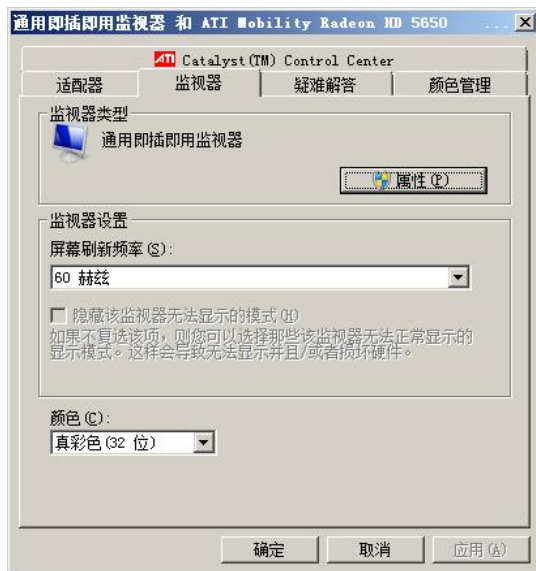 通用即插即用监视器 和 ATI Mobility Radeon HD 5650 ...
ATI Catalyst(TM) Control Center
适配器 监视器 疑难解答 颜色管理
监视器类型
通用即插即用监视器
属性(P)
监视器设置
屏幕刷新频率(S):
60 赫兹
隐藏该监视器无法显示的模式(H)
如果不复选该项，则您可以选择那些该监视器无法正常显示的
显示模式。这样会导致无法显示并且/或者损坏硬件。
颜色(C):
真彩色(32 位)
确定 取消 应用(A)